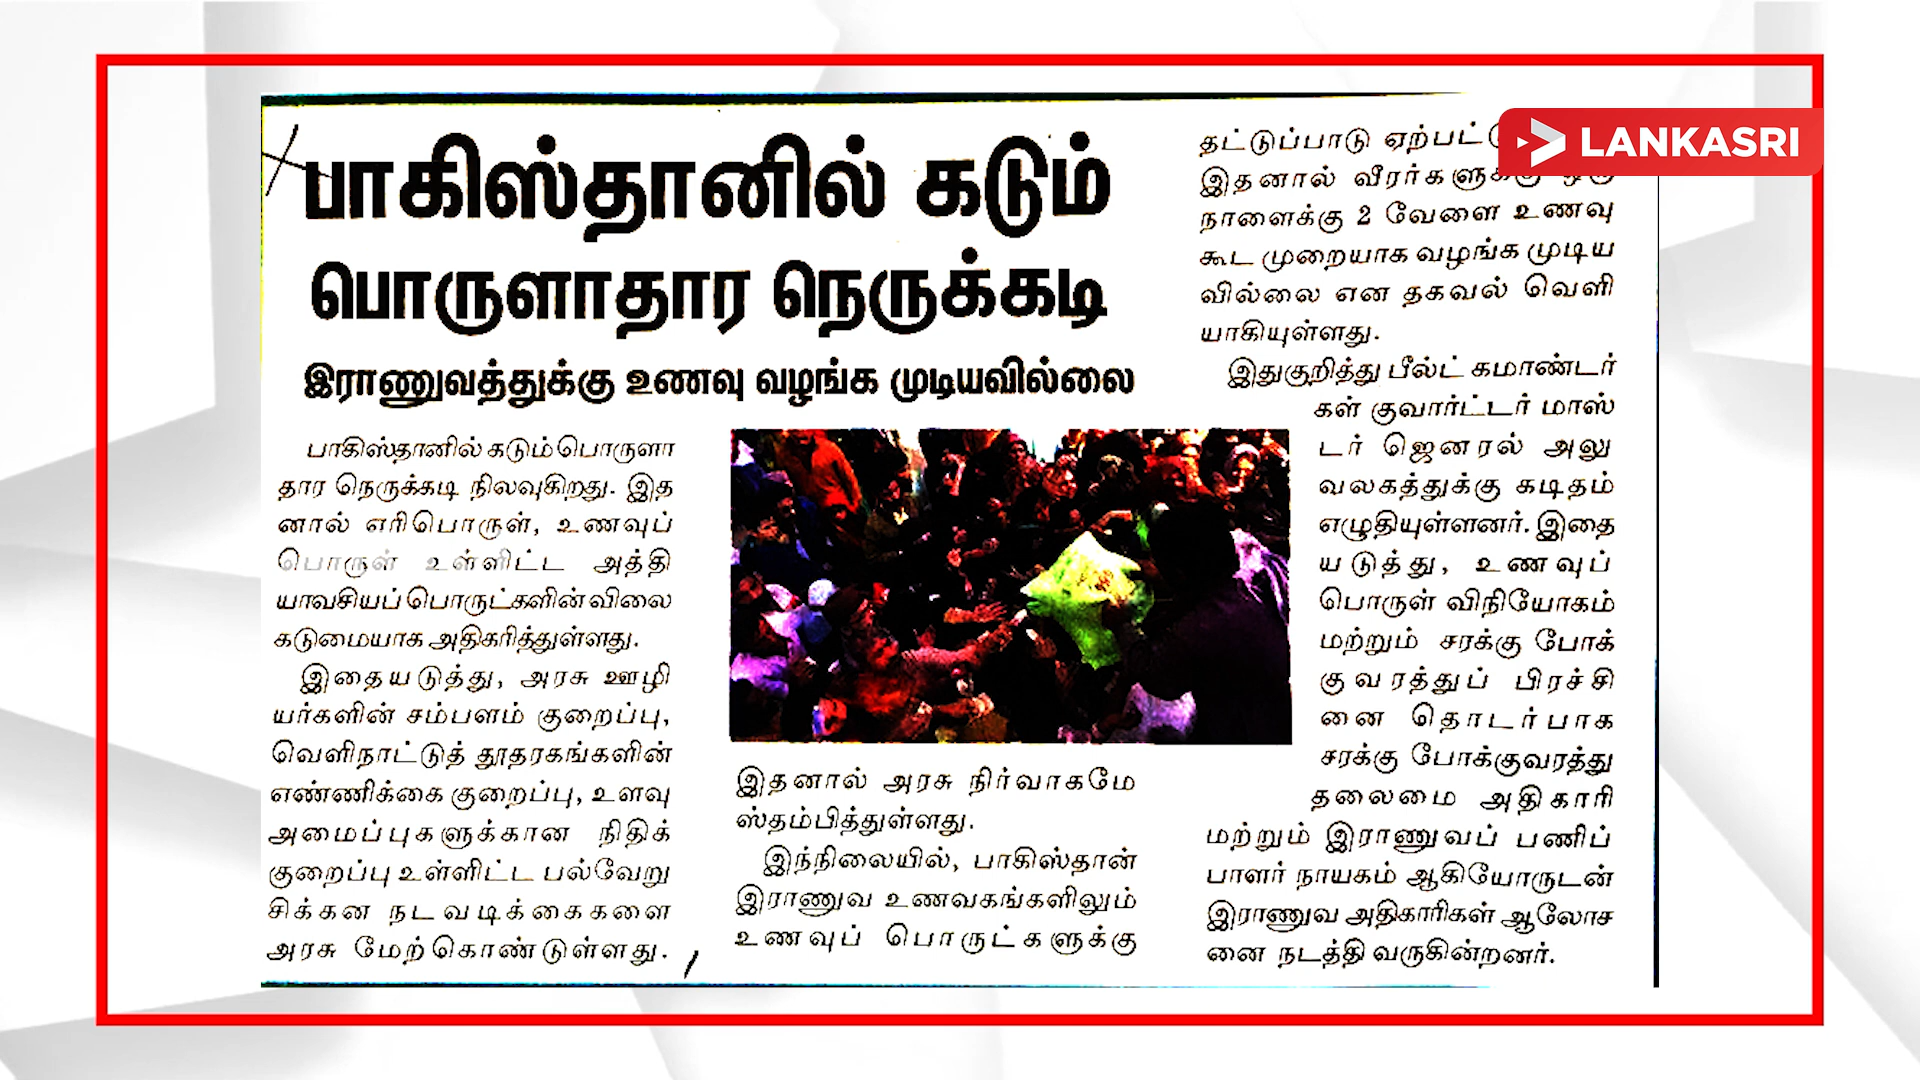 LANKASRI
பாகிஸ்தானில் கடும்
பொருளாதார நெருக்கடி
இராணுவத்துக்கு உணவு வழங்க முடியவில்லை
பாகிஸ்தானில் கடும் பொருளா
தார நெருக்கடி நிலவுகிறது. இத
னால் எரிபொருள், உணவுப்
பொருள் உள்ளிட்ட அத்தி
யாவசியப் பொருட்களின் விலை
கடுமையாக அதிகரித்துள்ளது.
இதையடுத்து, அரசு ஊழி
யர்களின் சம்பளம் குறைப்பு,
வெளிநாட்டுத் தூதரகங்களின்
எண்ணிக்கை குறைப்பு, உளவு
அமைப்புகளுக்கான நிதிக்
குறைப்பு உள்ளிட்ட பல்வேறு
சிக்கன நடவடிக்கைகளை
அரசு மேற்கொண்டுள்ளது.
இதனால் அரசு நிர்வாகமே
ஸ்தம்பித்துள்ளது.
இந்நிலையில், பாகிஸ்தான்
இராணுவ உணவகங்களிலும்
உணவுப் பொருட்களுக்கு
தட்டுப்பாடு
இதனால் வீரர்களுக்கு ஒரு
நாளைக்கு 2 வேளை உணவு
கூட முறையாக வழங்க முடிய
வில்லை என தகவல் வெளி
யாகியுள்ளது.
இதுகுறித்து பீல்ட் கமாண்டர்
கள் குவார்ட்டர் மாஸ்
டர் ஜெனரல் அலு
வலகத்துக்கு கடிதம்
எழுதியுள்ளனர். இதை
யடுத்து, உணவுப்
பொருள் விநியோகம்
மற்றும் சரக்கு போக்
குவரத்துப் பிரச்சி
னை தொடர்பாக
சரக்கு போக்குவரத்து
தலைமை அதிகாரி
மற்றும் இராணுவப் பணிப்
பாளர் நாயகம் ஆகியோருடன்
இராணுவ அதிகாரிகள் ஆலோச
னை நடத்தி வருகின்றனர்.